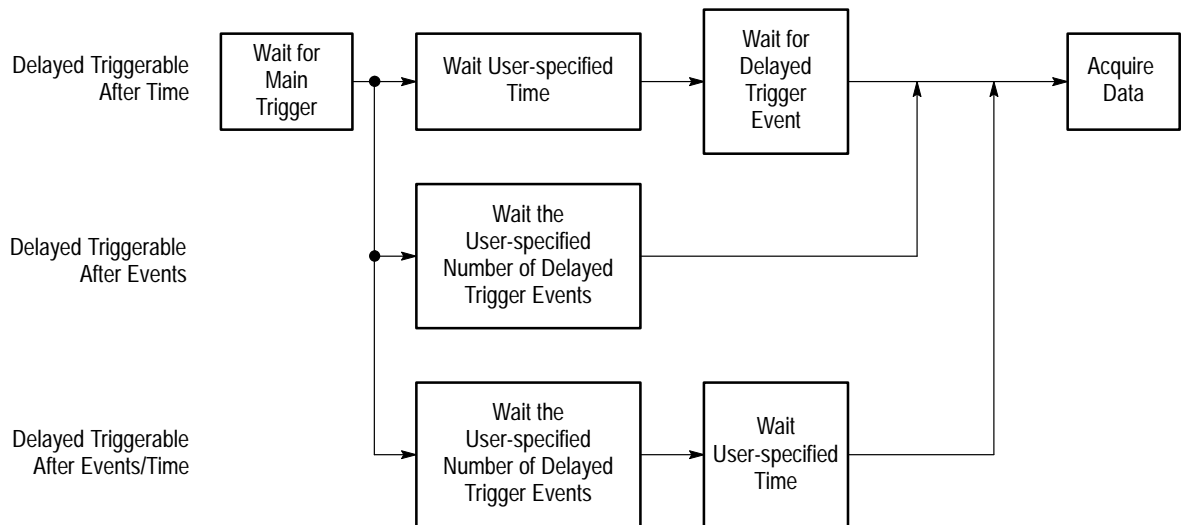 Delayed Triggerable
After Time
Wait for
Main
Trigger
Wait User-specified
Time
Wait for
Delayed
Trigger
Event
Acquire
Data
Delayed Triggerable
After Events
Wait the
User-specified
Number of Delayed
Trigger Events
Delayed Triggerable
After Events/Time
Wait the
User-specified
Number of Delayed
Trigger Events
Wait
User-specified
Time